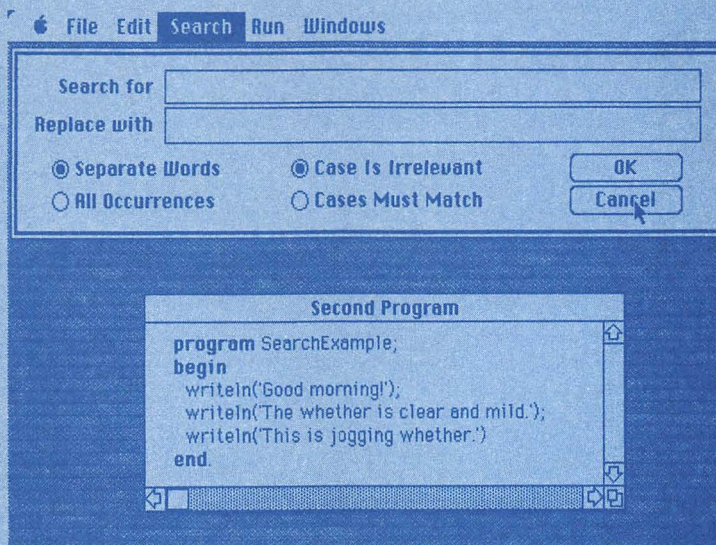 File Edit Search Run Windows
Search for
Replace with
Separate Words Case Is Irrelevant OK
All Occurrences Cases Must Match Cancel
Second Program
program SearchExample;
begin
writeln('Good morning!');
writeln('The whether is clear and mild.');
writeln('This is jogging whether.')
end.